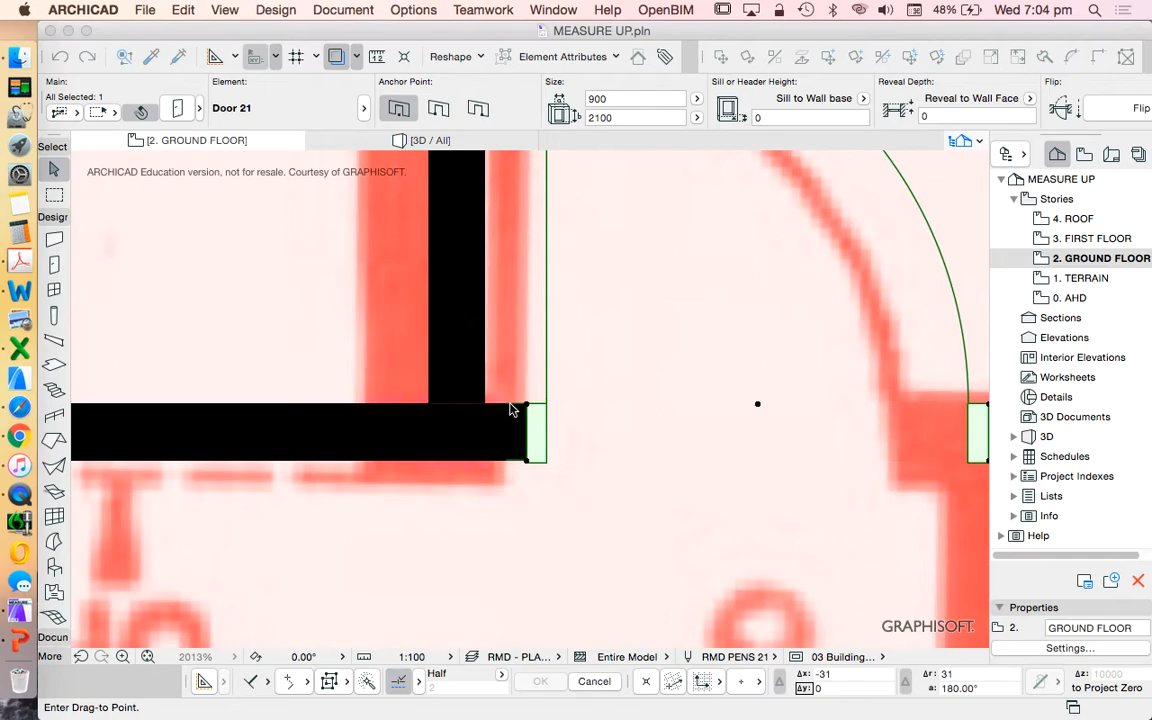 ARCHICAD File Edit View Design Document Options Teamwork Window Help OpenBIM 48% Wed 7:04 pm
MEASURE UP.pln
Reshape Element Attributes
Main: Element: Anchor Point: Size: Sill or Header Height: Reveal Depth: Flip:
All Selected: 1
Door 21
900
2100
Sill to Wall base
0
Reveal to Wall Face
0
Flip
Select
[2. GROUND FLOOR]
[3D / All]
ARCHICAD Education version, not for resale. Courtesy of GRAPHISOFT.
Design
MEASURE UP
Stories
4. ROOF
3. FIRST FLOOR
2. GROUND FLOOR
1. TERRAIN
0. AHD
Sections
Elevations
Interior Elevations
Worksheets
Details
3D Documents
3D
Schedules
Project Indexes
Lists
Info
Help
Properties
2. GROUND FLOOR
Settings...
GRAPHISOFT.
Docun
More
2013% 0.00° 1:100 RMD - PLA... Entire Model RMD PENS 21 03 Building...
Half
2
OK Cancel
Δx: -31
Δy: 0
Δr: 31
a: 180.00°
Δz: 10000
to Project Zero
Enter Drag-to Point.